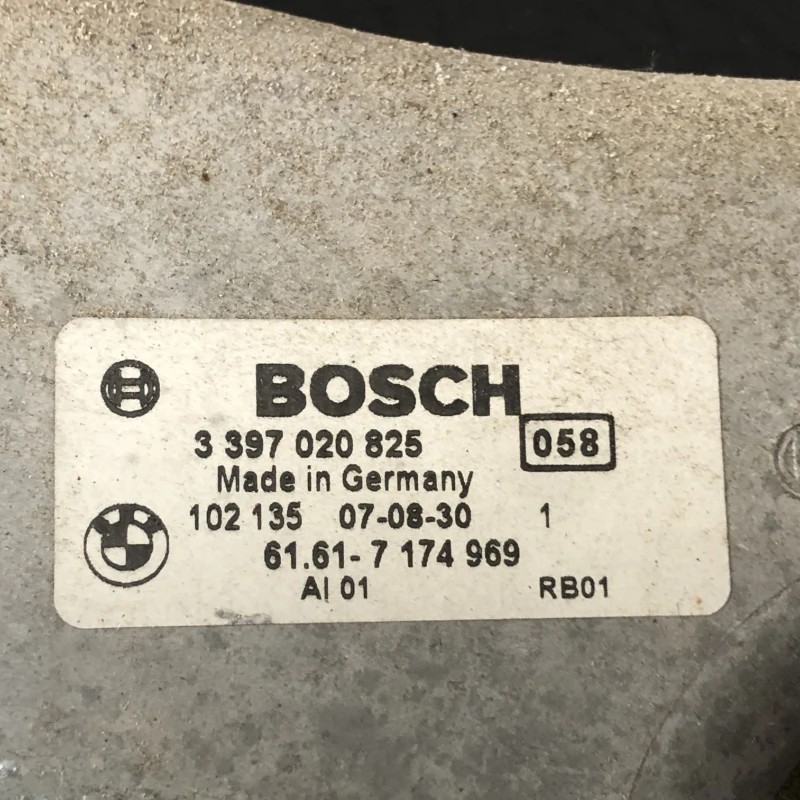 BOSCH
3 397 020 825 058
Made in Germany
102 135 07-08-30 1
61.61- 7 174 969
AI 01 RB01